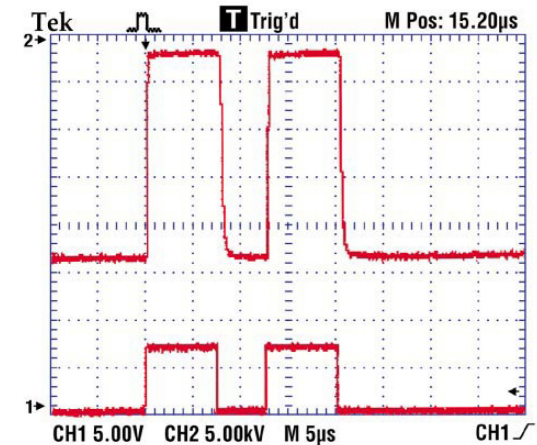 Tek T Trig'd M Pos: 15.20µs
2
1
CH1 5.00V CH2 5.00kV M 5µs CH1